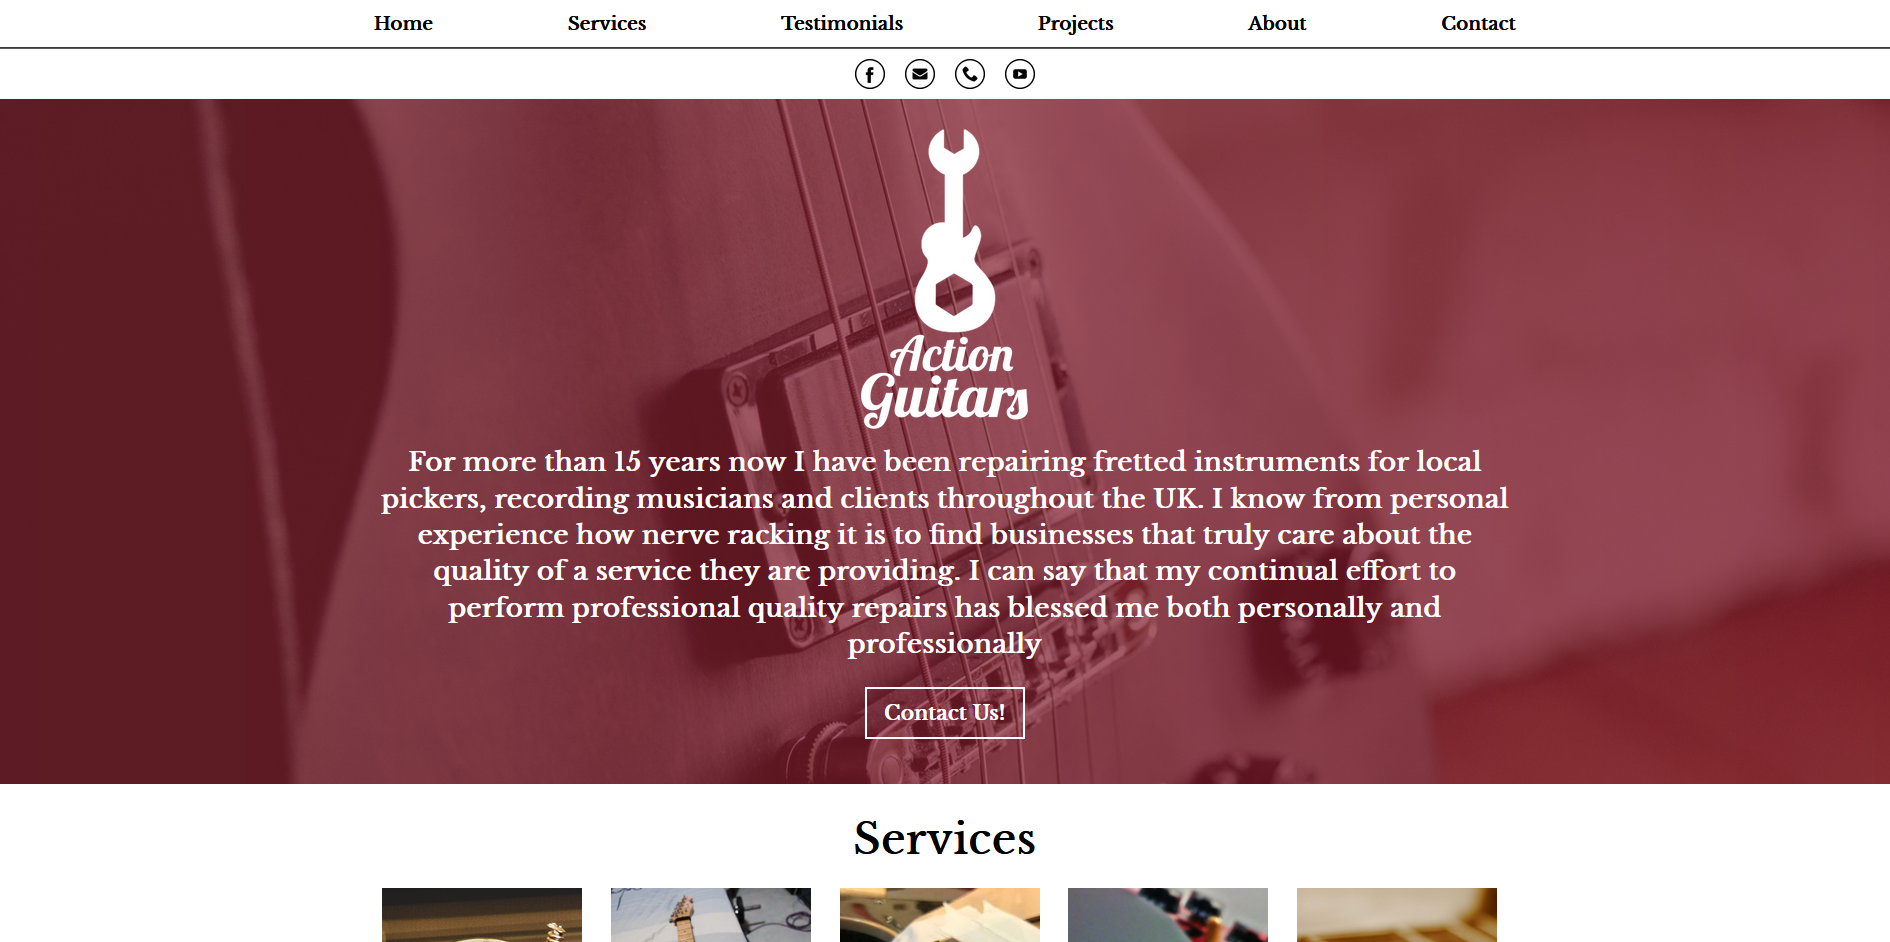 Home Services Testimonials Projects About Contact
Action
Guitars
For more than 15 years now I have been repairing fretted instruments for local
pickers, recording musicians and clients throughout the UK. I know from personal
experience how nerve racking it is to find businesses that truly care about the
quality of a service they are providing. I can say that my continual effort to
perform professional quality repairs has blessed me both personally and
professionally
Contact Us!
Services